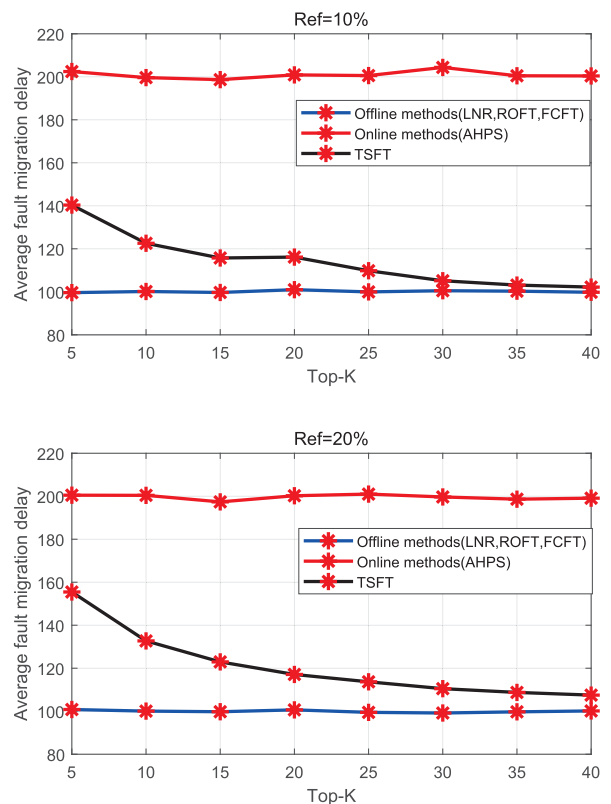 Ref=10%
220
200
180
160
140
120
100
80
Average fault migration delay
Offline methods(LNR,ROFT,FCFT)
Online methods(AHPS)
TSFT
5 10 15 20 25 30 35 40
Top-K
Ref=20%
220
200
180
160
140
120
100
80
Average fault migration delay
Offline methods(LNR,ROFT,FCFT)
Online methods(AHPS)
TSFT
5 10 15 20 25 30 35 40
Top-K